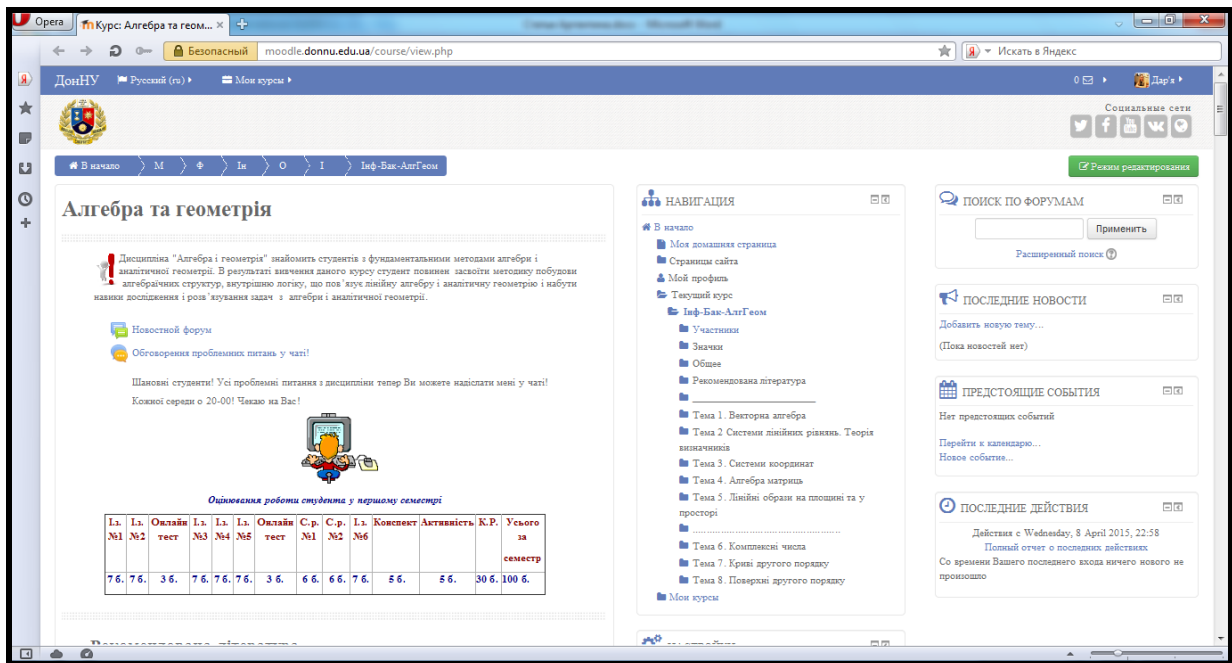 Opera
Курс: Алгебра та геом...
Безопасный
moodle.donnu.edu.ua/course/view.php
Искать в Яндекс
ДонНУ
Русский (ru)
Мои курсы
0
Дар'я
Социальные сети
В начало
М
Ф
Ін
О
І
Інф-Бак-АлгГеом
Режим редактирования
Алгебра та геометрія
Дисципліна "Алгебра і геометрія" знайомить студентів з фундаментальними методами алгебри і
аналітичної геометрії. В результаті вивчення даного курсу студент повинен засвоїти методику побудови
алгебраїчних структур, внутрішню логіку, що пов'язує лінійну алгебру і аналітичну геометрію і набути
навики дослідження і розв'язування задач з алгебри і аналітичної геометрії.
Новостной форум
Обговорення проблемних питань у чаті!
Шановні студенти! Усі проблемні питання з дисципліни тепер Ви можете надіслати мені у чаті!
Кожної середи о 20-00! Чекаю на Вас!
Оцінювання роботи студента у першому семестрі
І.з. І.з. Онлайн І.з. І.з. І.з. Онлайн С.р. С.р. І.з. Конспект Активність К.Р. Усього
№1 №2 тест №3 №4 №5 тест №1 №2 №6 за
семестр
7 б. 7 б. 3 б. 7 б. 7 б. 7 б. 3 б. 6 б. 6 б. 7 б. 5 б. 5 б. 30 б. 100 б.
НАВИГАЦИЯ
В начало
Моя домашняя страница
Страницы сайта
Мой профиль
Текущий курс
Інф-Бак-АлгГеом
Участники
Значки
Общее
Рекомендована література
Тема 1. Векторна алгебра
Тема 2 Системи лінійних рівнянь. Теорія
визначників
Тема 3. Системи координат
Тема 4. Алгебра матриць
Тема 5. Лінійні образи на площині та у
просторі
Тема 6. Комплексні числа
Тема 7. Криві другого порядку
Тема 8. Поверхні другого порядку
Мои курсы
ПОИСК ПО ФОРУМАМ
Применить
Расширенный поиск
ПОСЛЕДНИЕ НОВОСТИ
Добавить новую тему...
(Пока новостей нет)
ПРЕДСТОЯЩИЕ СОБЫТИЯ
Нет предстоящих событий
Перейти к календарю...
Новое событие...
ПОСЛЕДНИЕ ДЕЙСТВИЯ
Действия с Wednesday, 8 April 2015, 22:58
Полный отчет о последних действиях
Со времени Вашего последнего входа ничего нового не
произошло